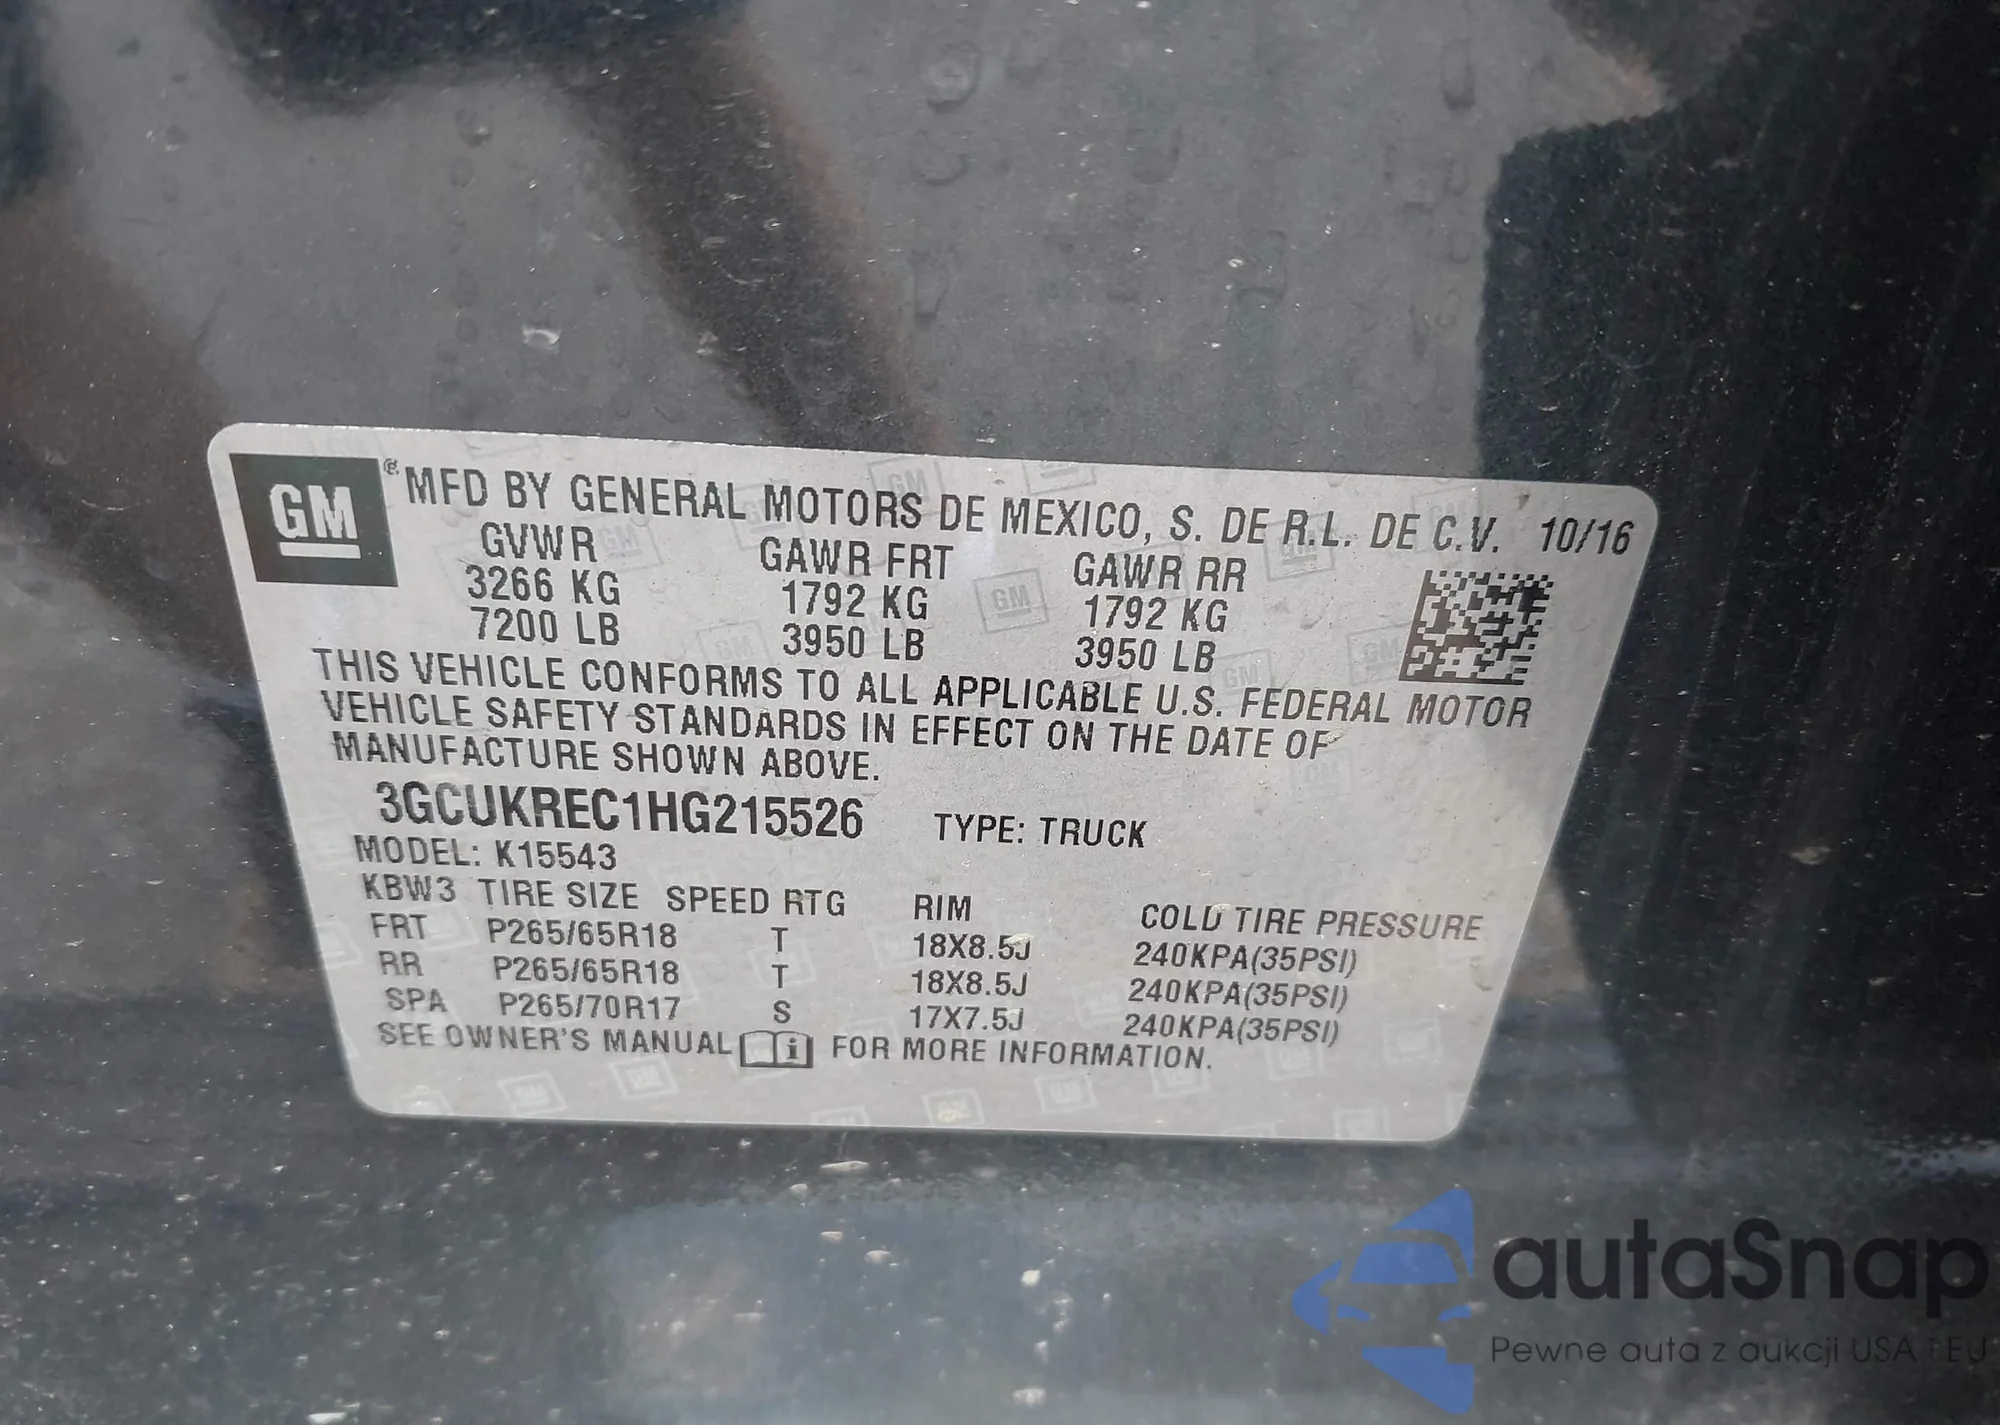 GM
® MFD BY GENERAL MOTORS DE MEXICO, S. DE R.L. DE C.V. 10/16
GVWR GAWR FRT GAWR RR
3266 KG 1792 KG 1792 KG
7200 LB 3950 LB 3950 LB
THIS VEHICLE CONFORMS TO ALL APPLICABLE U.S. FEDERAL MOTOR
VEHICLE SAFETY STANDARDS IN EFFECT ON THE DATE OF
MANUFACTURE SHOWN ABOVE.
3GCUKREC1HG215526 TYPE: TRUCK
MODEL: K15543
KBW3 TIRE SIZE SPEED RTG RIM COLD TIRE PRESSURE
FRT P265/65R18 T 18X8.5J 240KPA(35PSI)
RR P265/65R18 T 18X8.5J 240KPA(35PSI)
SPA P265/70R17 S 17X7.5J 240KPA(35PSI)
SEE OWNER'S MANUAL i FOR MORE INFORMATION.
autaSnap
Pewne auta z aukcji USA i EU